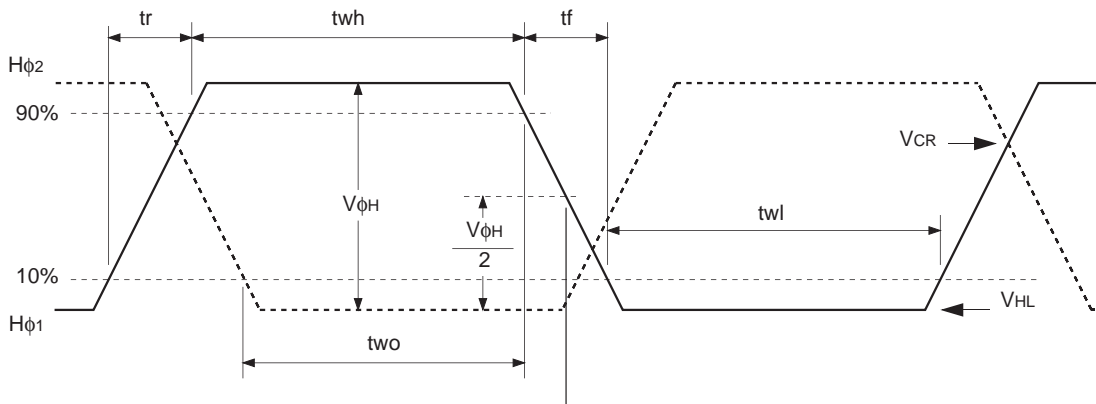 tr
twh
tf
Hϕ2
90%
VCR
VϕH
VϕH
2
twl
10%
VHL
Hϕ1
two